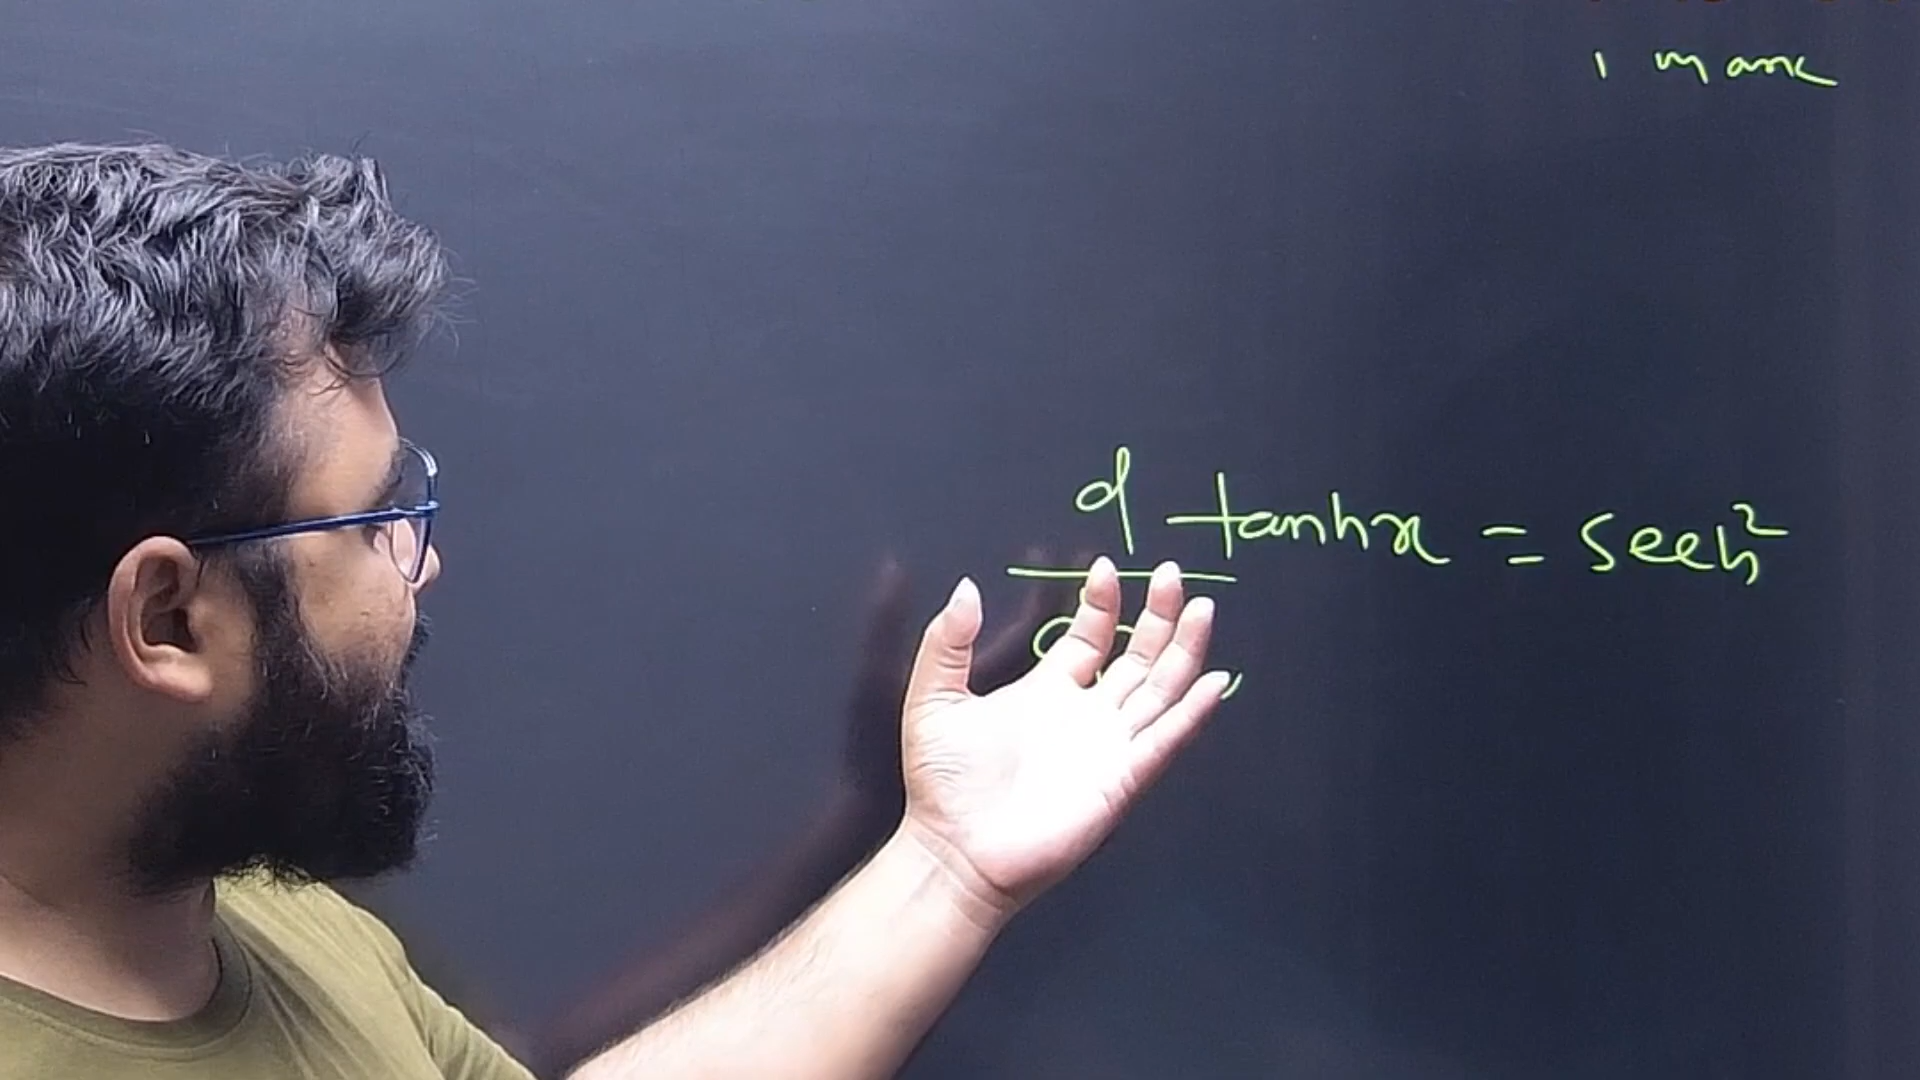 1 mark
d
tanhx = sech²